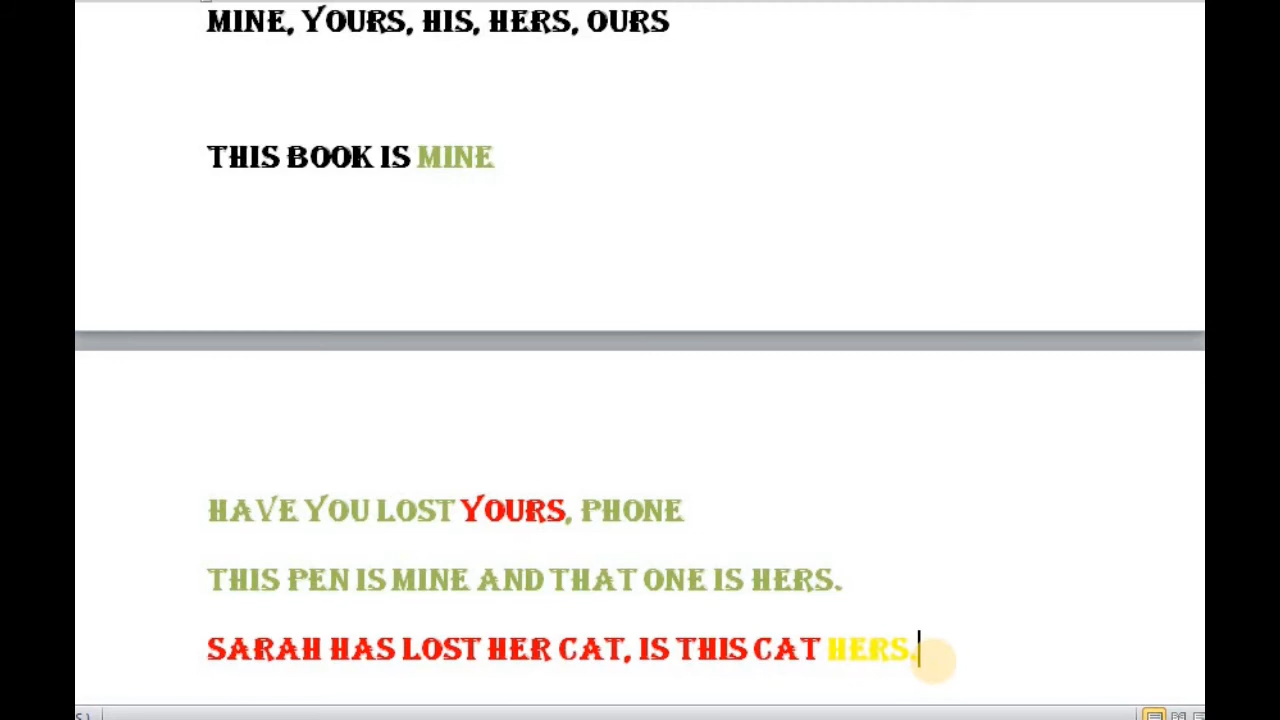 MINE, YOURS, HIS, HERS, OURS
THIS BOOK IS MINE
HAVE YOU LOST YOURS, PHONE
THIS PEN IS MINE AND THAT ONE IS HERS.
SARAH HAS LOST HER CAT, IS THIS CAT HERS.